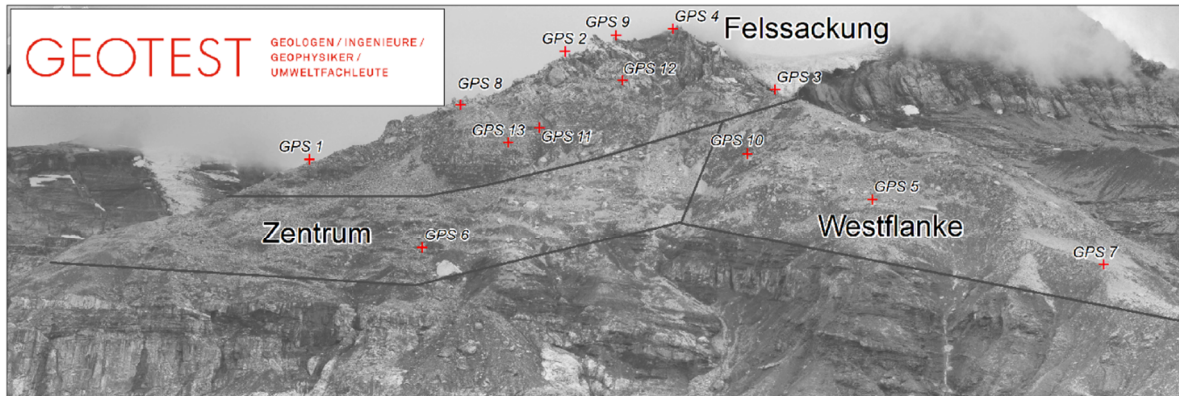 GEOTEST
GEOLOGEN / INGENIEURE /
GEOPHYSIKER /
UMWELTFACHLEUTE
GPS 9
GPS 4
Felssackung
GPS 2
GPS 12
GPS 3
GPS 8
GPS 13
GPS 11
GPS 1
GPS 10
GPS 5
Zentrum
GPS 6
Westflanke
GPS 7